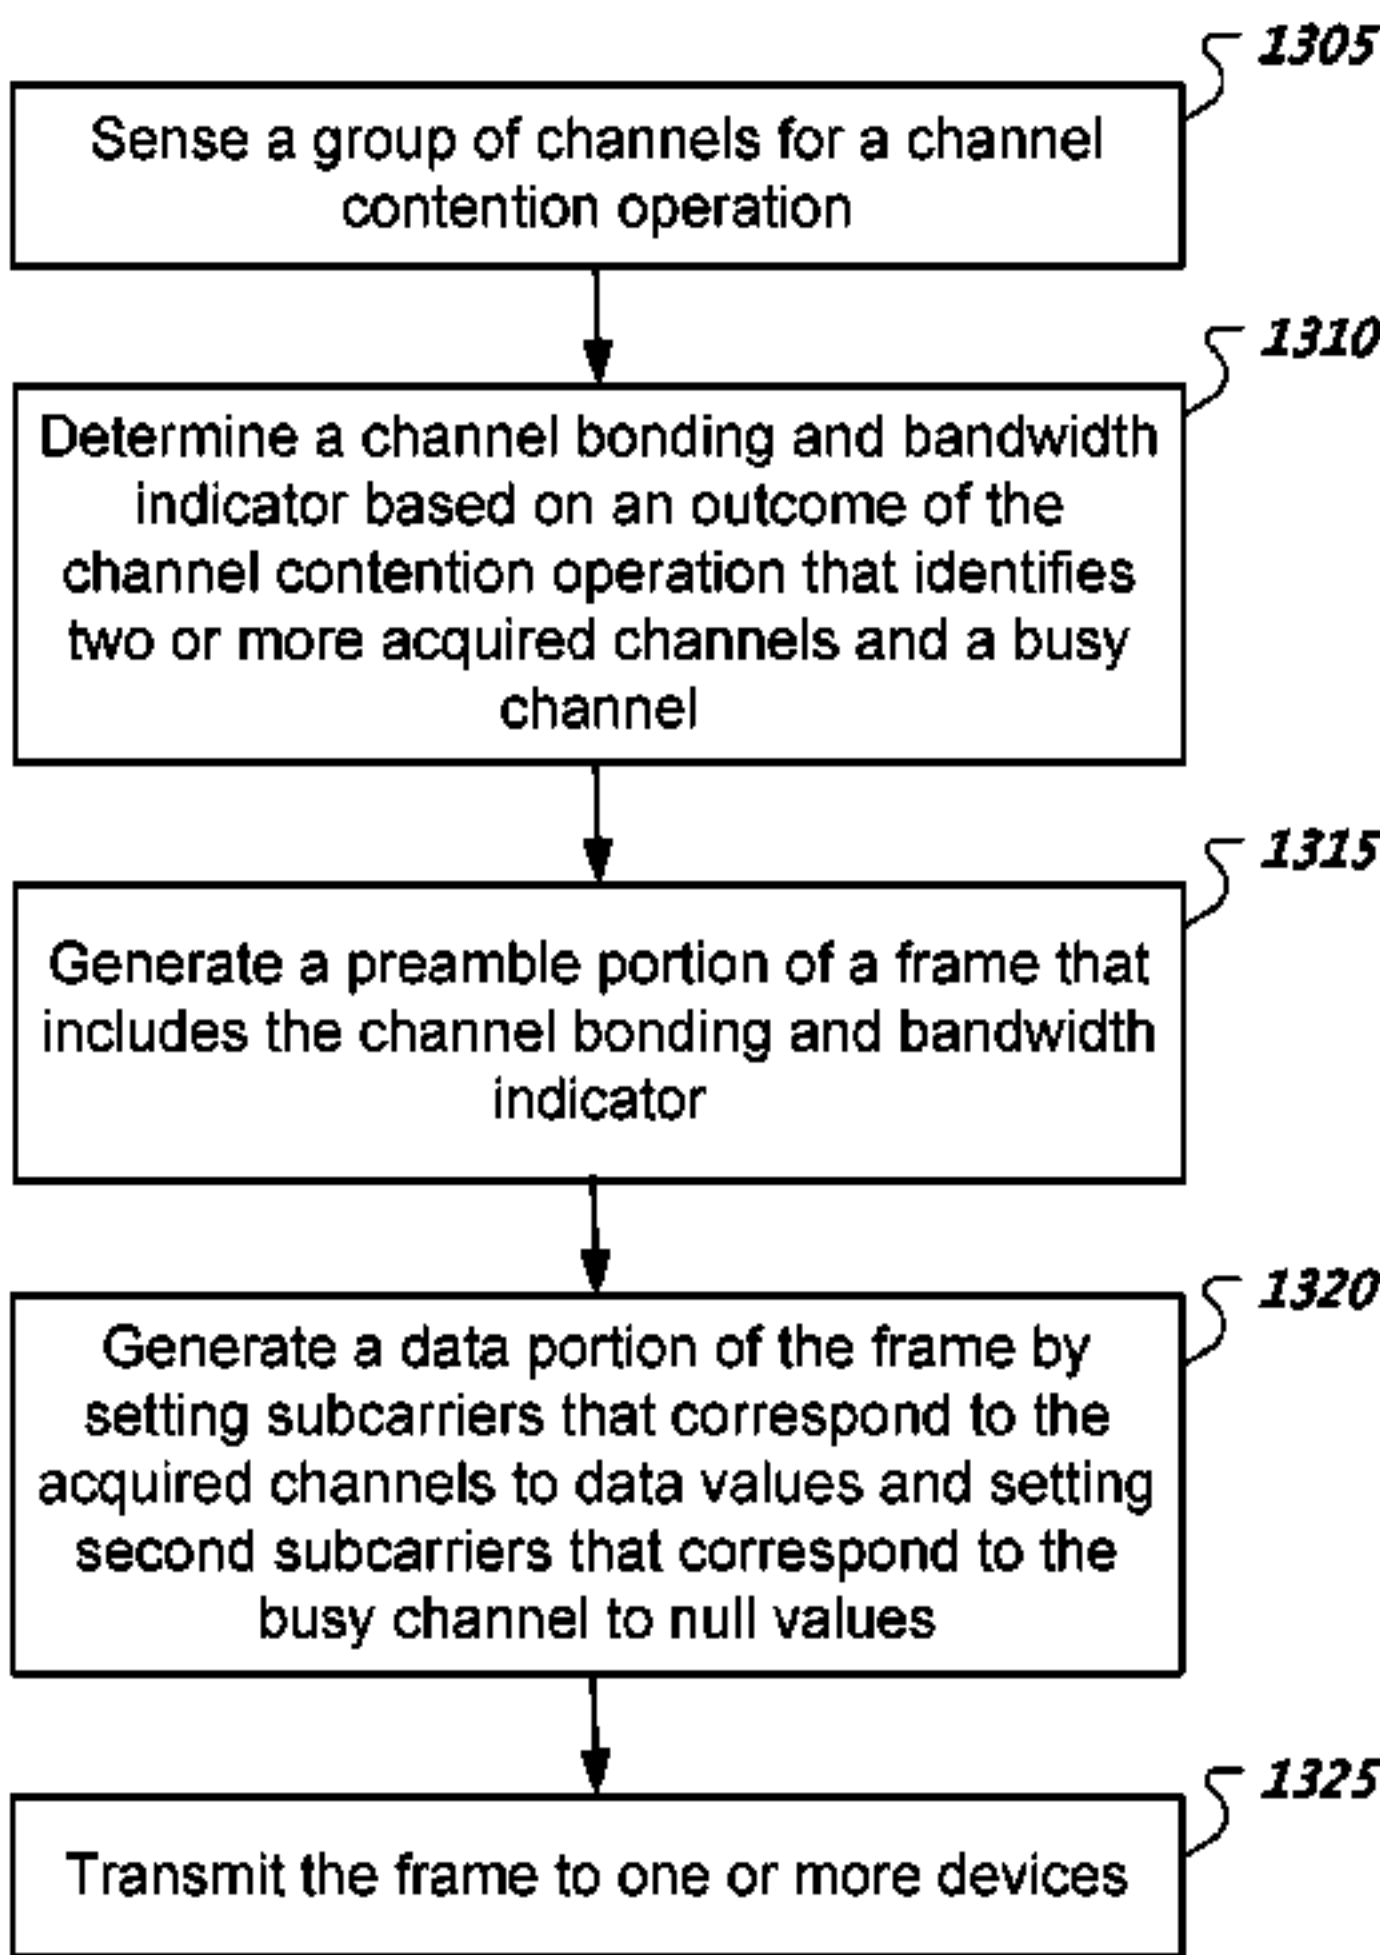 1305
Sense a group of channels for a channel
contention operation
1310
Determine a channel bonding and bandwidth
indicator based on an outcome of the
channel contention operation that identifies
two or more acquired channels and a busy
channel
1315
Generate a preamble portion of a frame that
includes the channel bonding and bandwidth
indicator
1320
Generate a data portion of the frame by
setting subcarriers that correspond to the
acquired channels to data values and setting
second subcarriers that correspond to the
busy channel to null values
1325
Transmit the frame to one or more devices